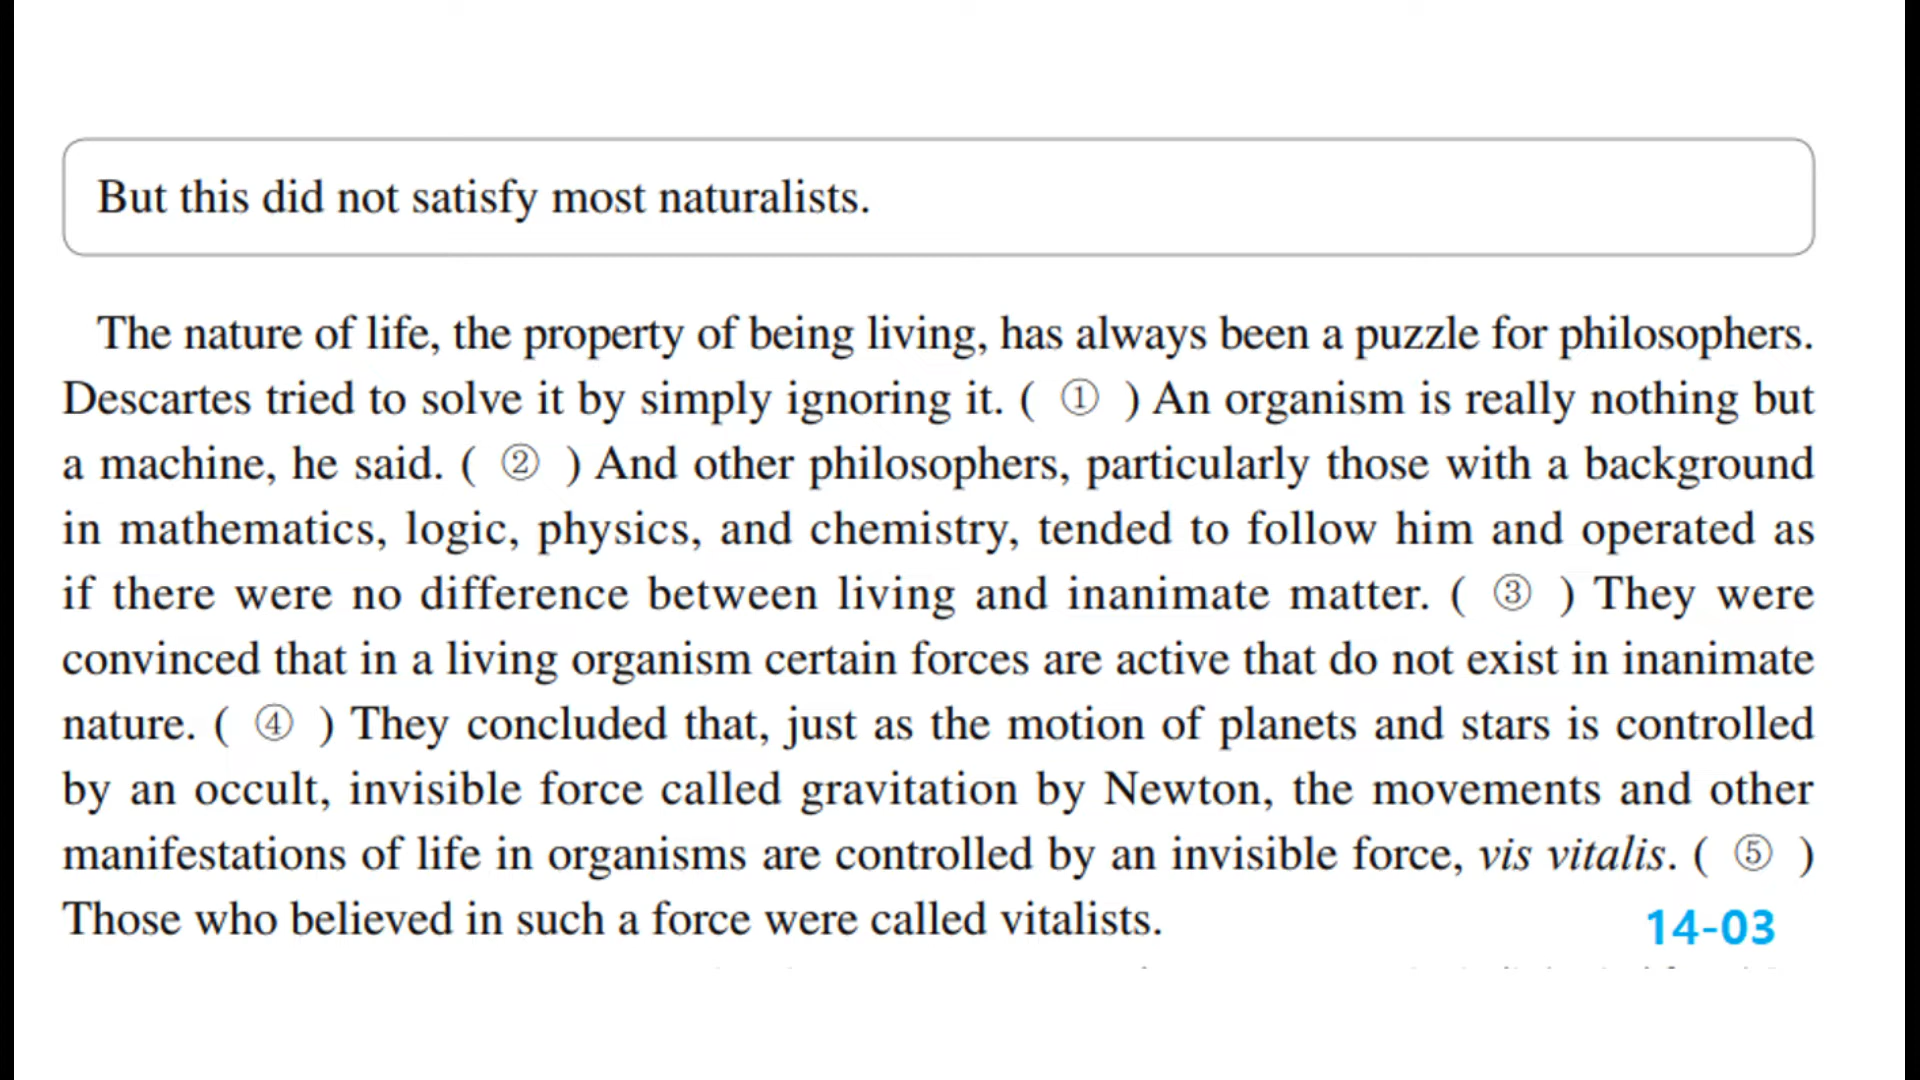 But this did not satisfy most naturalists.
The nature of life, the property of being living, has always been a puzzle for philosophers.
Descartes tried to solve it by simply ignoring it. ( ① ) An organism is really nothing but
a machine, he said. ( ② ) And other philosophers, particularly those with a background
in mathematics, logic, physics, and chemistry, tended to follow him and operated as
if there were no difference between living and inanimate matter. ( ③ ) They were
convinced that in a living organism certain forces are active that do not exist in inanimate
nature. ( ④ ) They concluded that, just as the motion of planets and stars is controlled
by an occult, invisible force called gravitation by Newton, the movements and other
manifestations of life in organisms are controlled by an invisible force, vis vitalis. ( ⑤ )
Those who believed in such a force were called vitalists.
14-03